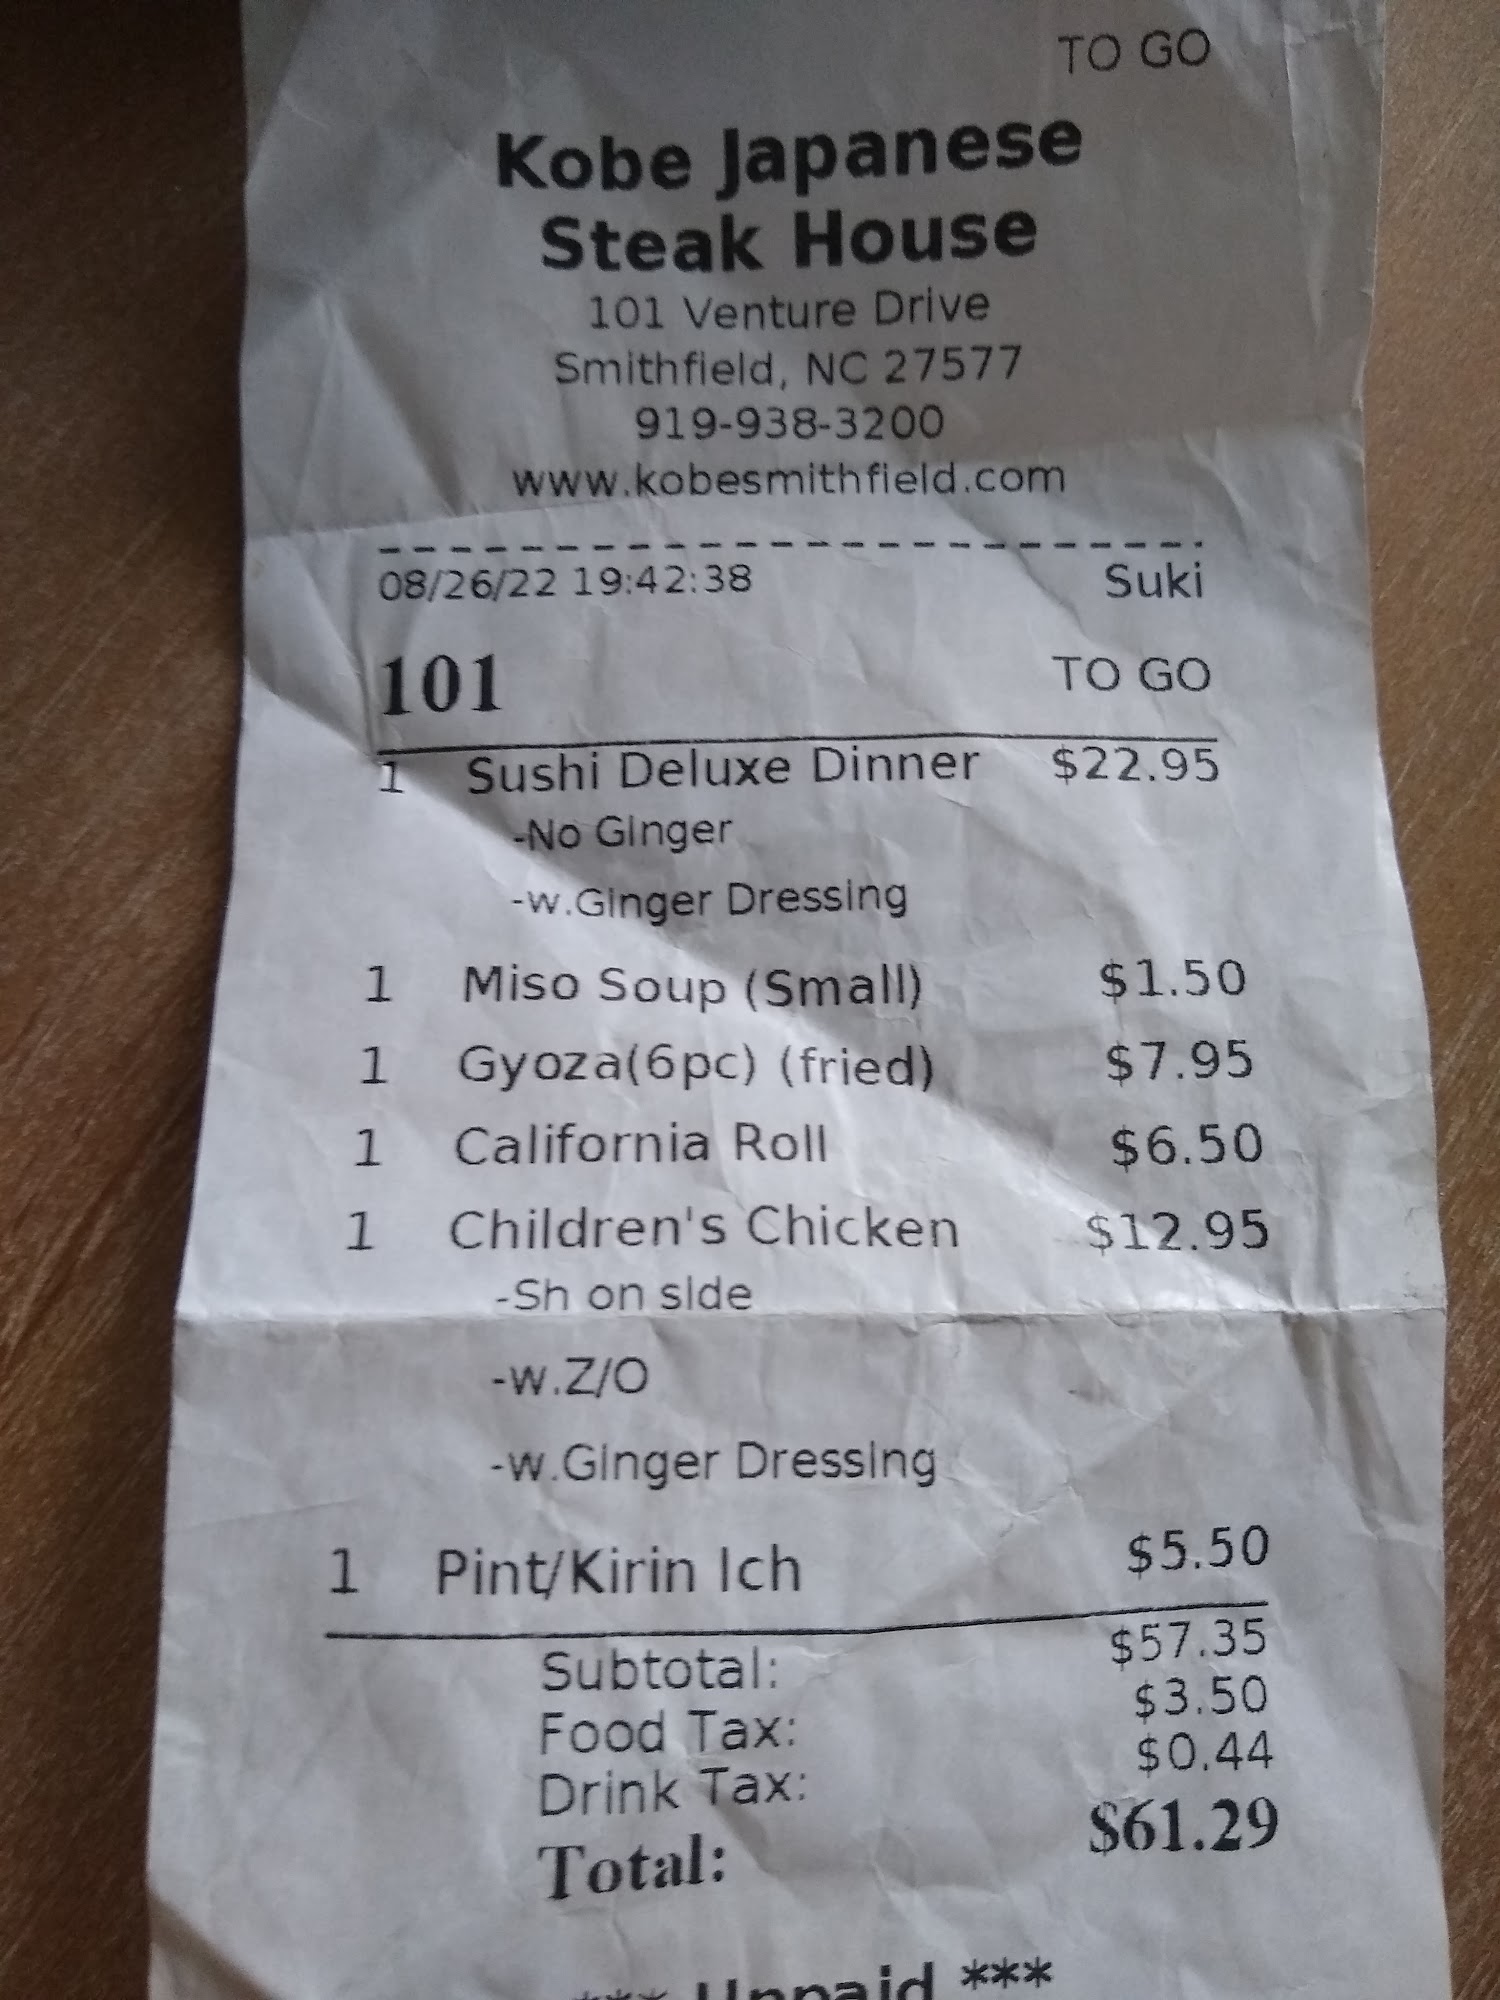 TO GO
Kobe Japanese
Steak House
101 Venture Drive
Smithfield, NC 27577
919-938-3200
www.kobesmithfield.com
08/26/22 19:42:38 Suki
101 TO GO
1 Sushi Deluxe Dinner $22.95
-No Ginger
-w.Ginger Dressing
1 Miso Soup (Small) $1.50
1 Gyoza(6pc) (fried) $7.95
1 California Roll $6.50
1 Children's Chicken $12.95
-Sh on side
-w.Z/O
-w.Ginger Dressing
1 Pint/Kirin Ich $5.50
Subtotal: $57.35
Food Tax: $3.50
Drink Tax: $0.44
Total: $61.29
*** Unpaid ***